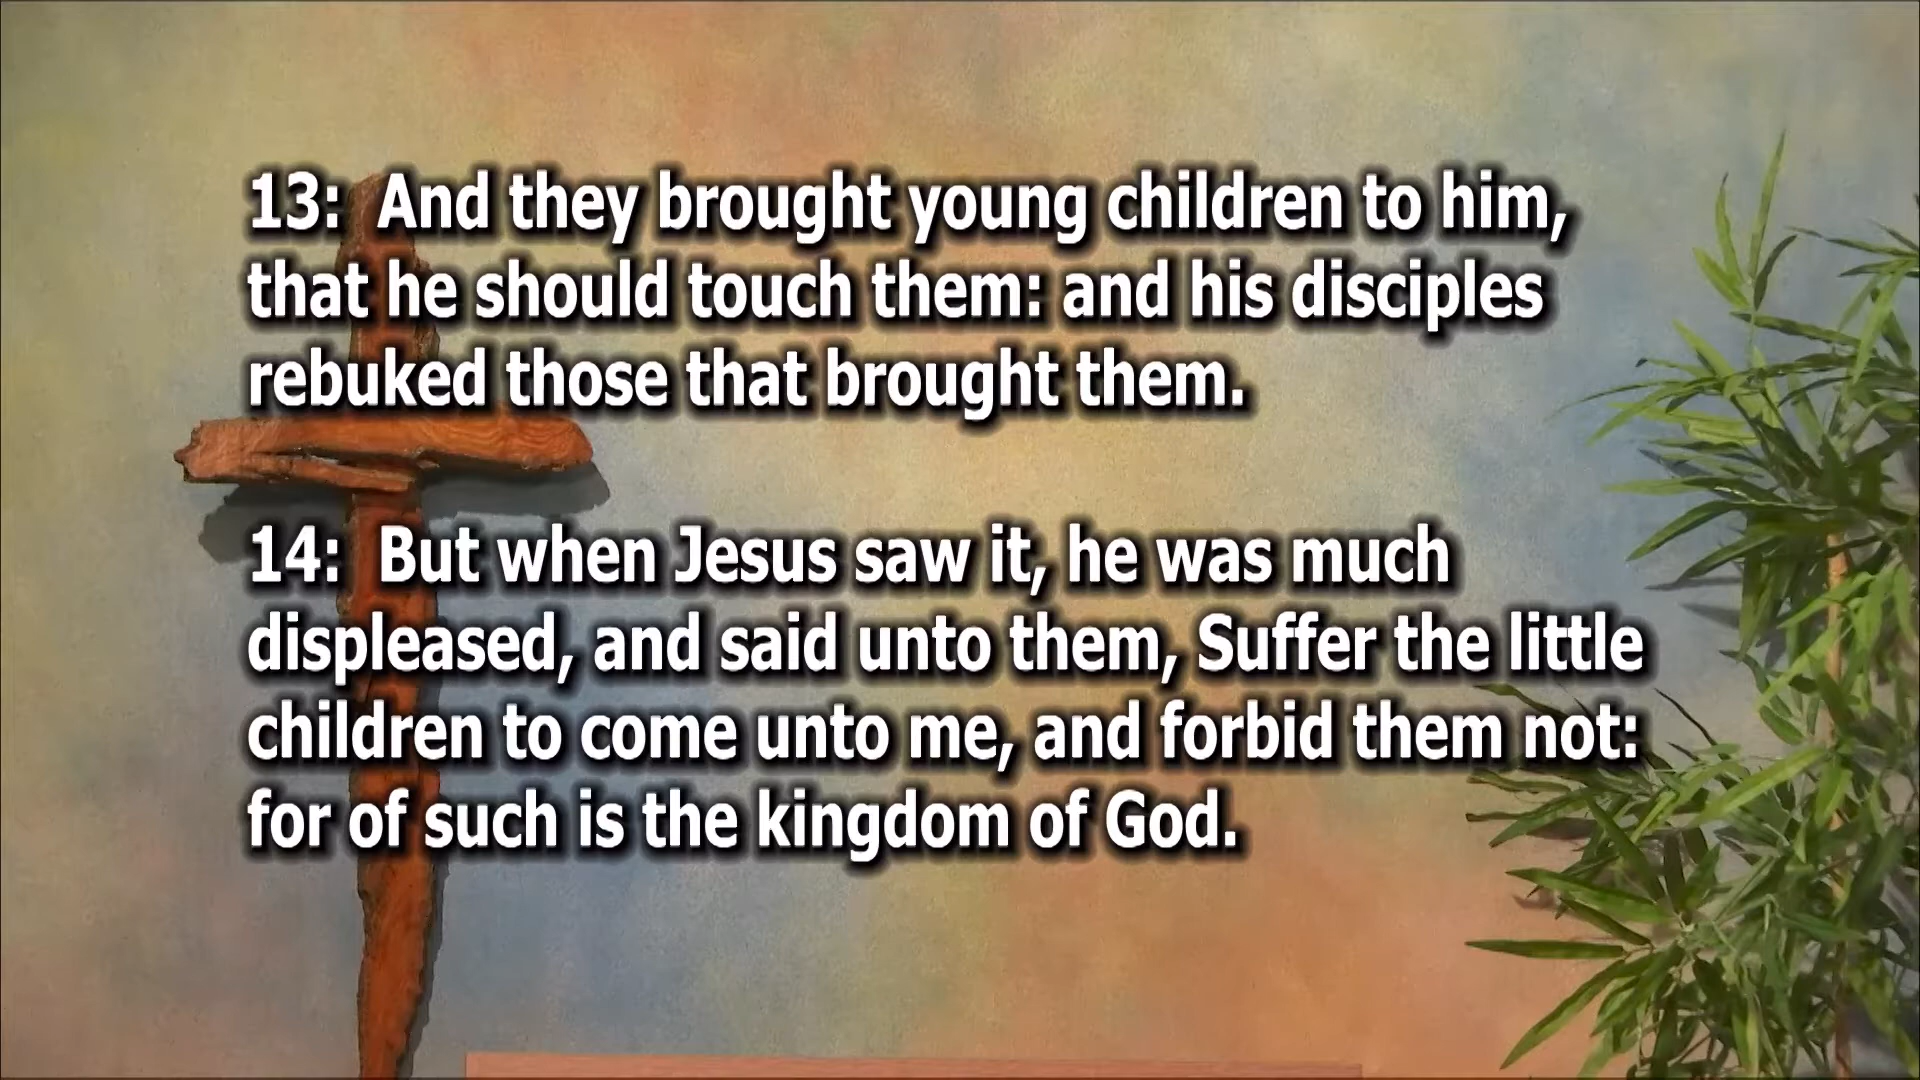 13: And they brought young children to him,
that he should touch them: and his disciples
rebuked those that brought them.
14: But when Jesus saw it, he was much
displeased, and said unto them, Suffer the little
children to come unto me, and forbid them not:
for of such is the kingdom of God.